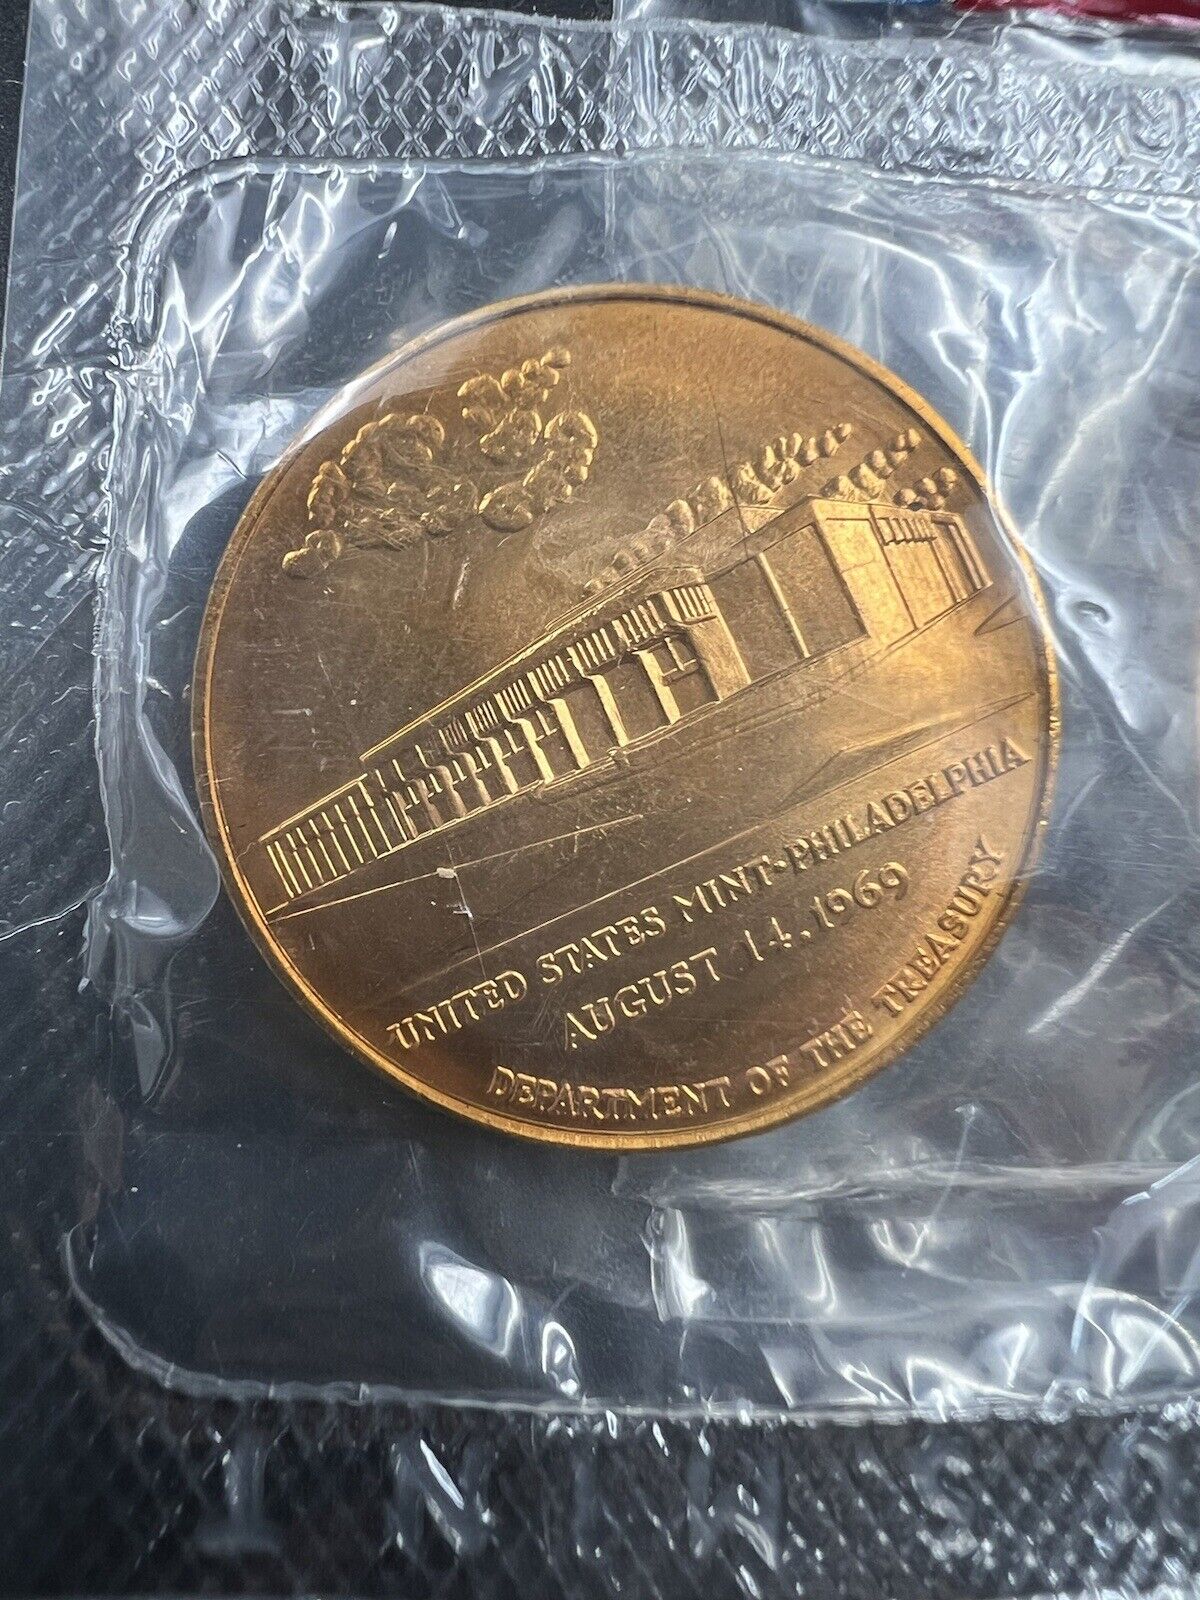 UNITED STATES MINT•PHILADELPHIA
AUGUST 14, 1969
DEPARTMENT OF THE TREASURY